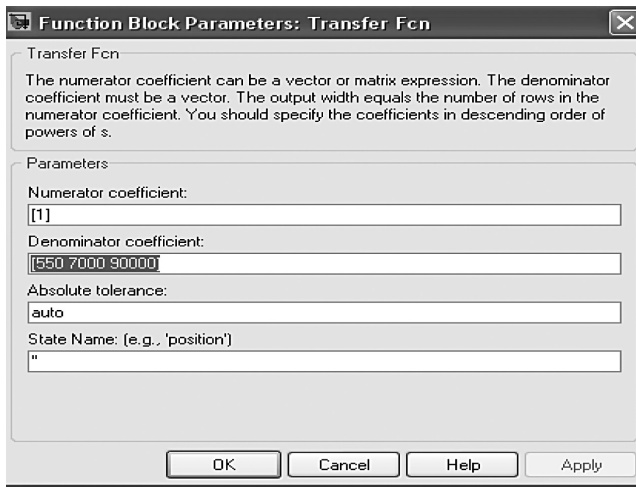 Function Block Parameters: Transfer Fcn
Transfer Fcn
The numerator coefficient can be a vector or matrix expression. The denominator
coefficient must be a vector. The output width equals the number of rows in the
numerator coefficient. You should specify the coefficients in descending order of
powers of s.
Parameters
Numerator coefficient:
[1]
Denominator coefficient:
[550 7000 90000]
Absolute tolerance:
auto
State Name: (e.g., 'position')
''
OK
Cancel
Help
Apply